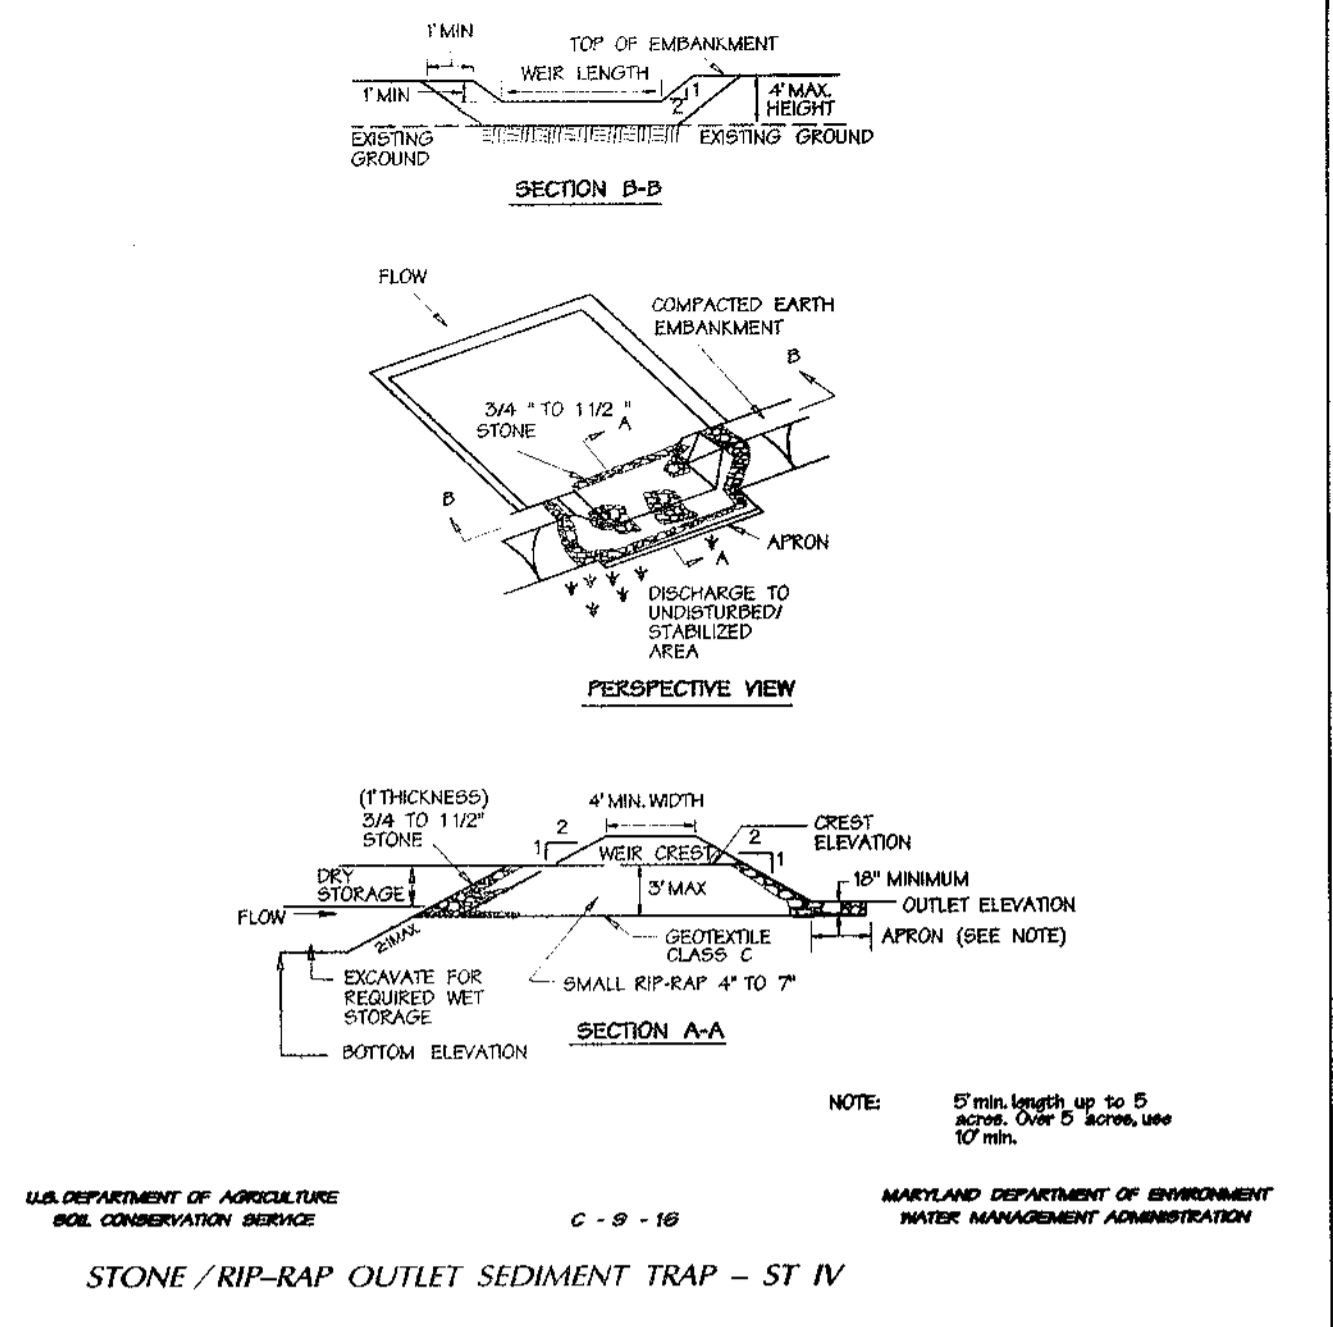 1' MIN
TOP OF EMBANKMENT
WEIR LENGTH
1' MIN
1
2
4' MAX.
HEIGHT
EXISTING
GROUND
EXISTING GROUND
SECTION B-B
FLOW
COMPACTED EARTH
EMBANKMENT
B
3/4 " TO 1 1/2 "
STONE
A
B
APRON
A
DISCHARGE TO
UNDISTURBED/
STABILIZED
AREA
PERSPECTIVE VIEW
(1' THICKNESS)
3/4 TO 1 1/2"
STONE
4' MIN. WIDTH
2
1
WEIR CREST
2
1
CREST
ELEVATION
DRY
STORAGE
3' MAX
18" MINIMUM
FLOW
OUTLET ELEVATION
2:1 MAX.
GEOTEXTILE
CLASS C
APRON (SEE NOTE)
EXCAVATE FOR
REQUIRED WET
STORAGE
SMALL RIP-RAP 4" TO 7"
SECTION A-A
BOTTOM ELEVATION
NOTE:
5' min. length up to 5
acres. Over 5 acres, use
10' min.
U.S. DEPARTMENT OF AGRICULTURE
SOIL CONSERVATION SERVICE
C - 9 - 16
MARYLAND DEPARTMENT OF ENVIRONMENT
WATER MANAGEMENT ADMINISTRATION
STONE / RIP-RAP OUTLET SEDIMENT TRAP - ST IV